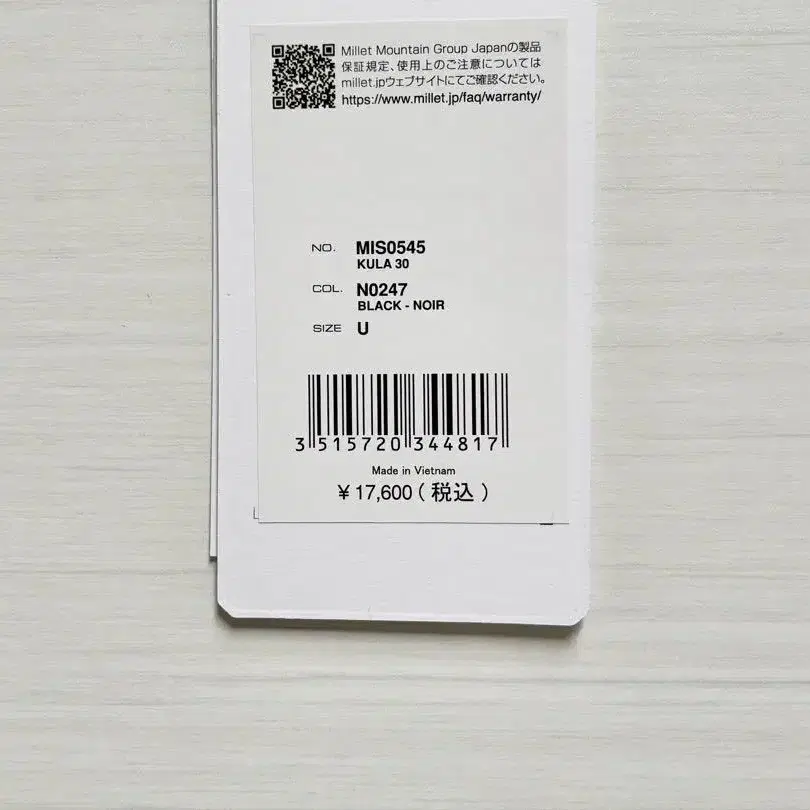 Millet Mountain Group Japanの製品
保証規定、使用上のご注意については
millet.jpウェブサイトにてご確認ください。
https://www.millet.jp/faq/warranty/
NO. MIS0545
KULA 30
COL. N0247
BLACK - NOIR
SIZE U
3 515720 344817
Made in Vietnam
¥ 17,600 ( 税込 )